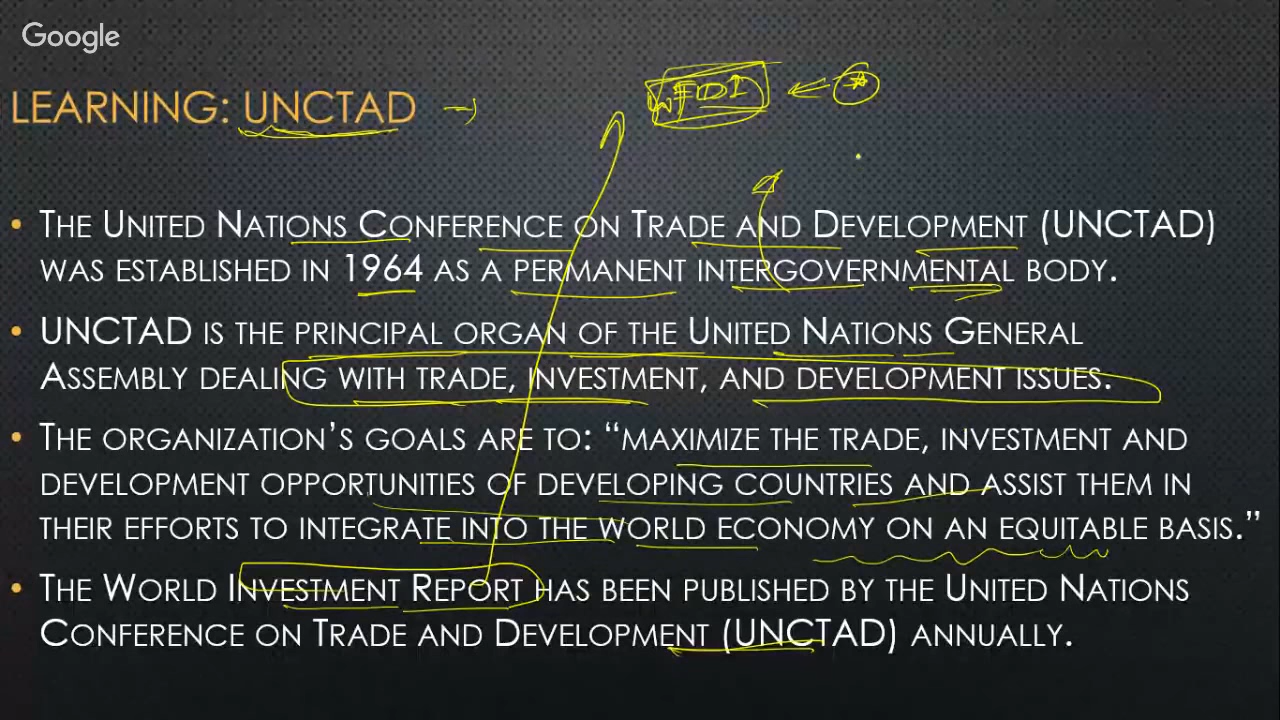 Google
FDI
LEARNING: UNCTAD
• THE UNITED NATIONS CONFERENCE ON TRADE AND DEVELOPMENT (UNCTAD)
WAS ESTABLISHED IN 1964 AS A PERMANENT INTERGOVERNMENTAL BODY.
• UNCTAD IS THE PRINCIPAL ORGAN OF THE UNITED NATIONS GENERAL
ASSEMBLY DEALING WITH TRADE, INVESTMENT, AND DEVELOPMENT ISSUES.
• THE ORGANIZATION'S GOALS ARE TO: “MAXIMIZE THE TRADE, INVESTMENT AND
DEVELOPMENT OPPORTUNITIES OF DEVELOPING COUNTRIES AND ASSIST THEM IN
THEIR EFFORTS TO INTEGRATE INTO THE WORLD ECONOMY ON AN EQUITABLE BASIS.”
• THE WORLD INVESTMENT REPORT HAS BEEN PUBLISHED BY THE UNITED NATIONS
CONFERENCE ON TRADE AND DEVELOPMENT (UNCTAD) ANNUALLY.